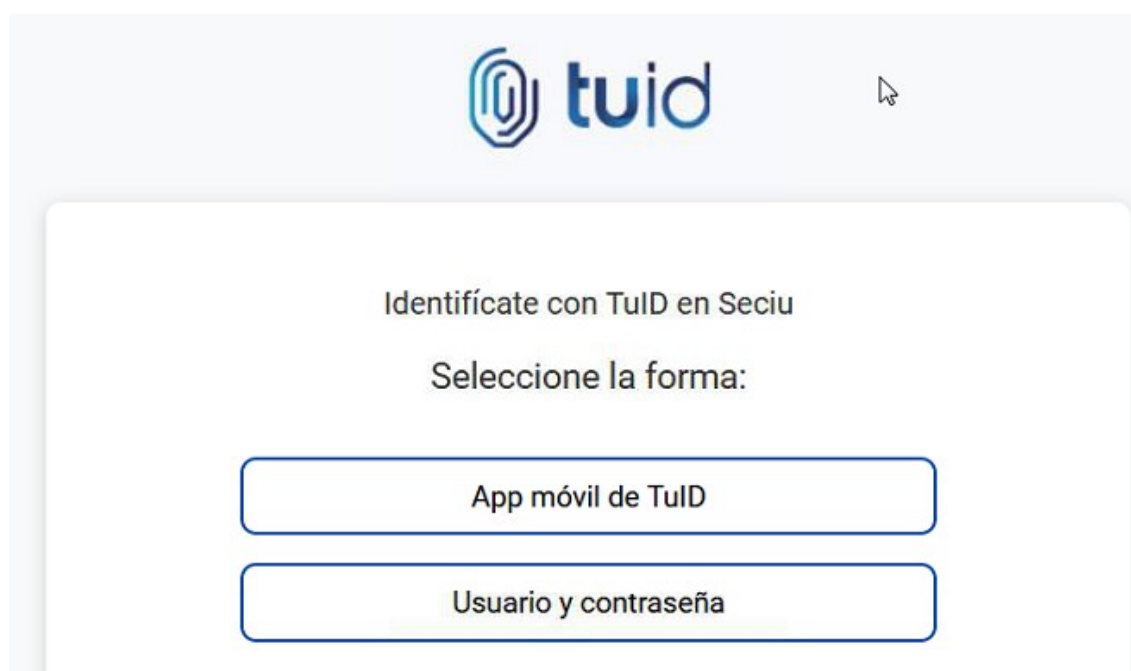 tuid
Identifícate con TuID en Seciu
Seleccione la forma:
App móvil de TuID
Usuario y contraseña